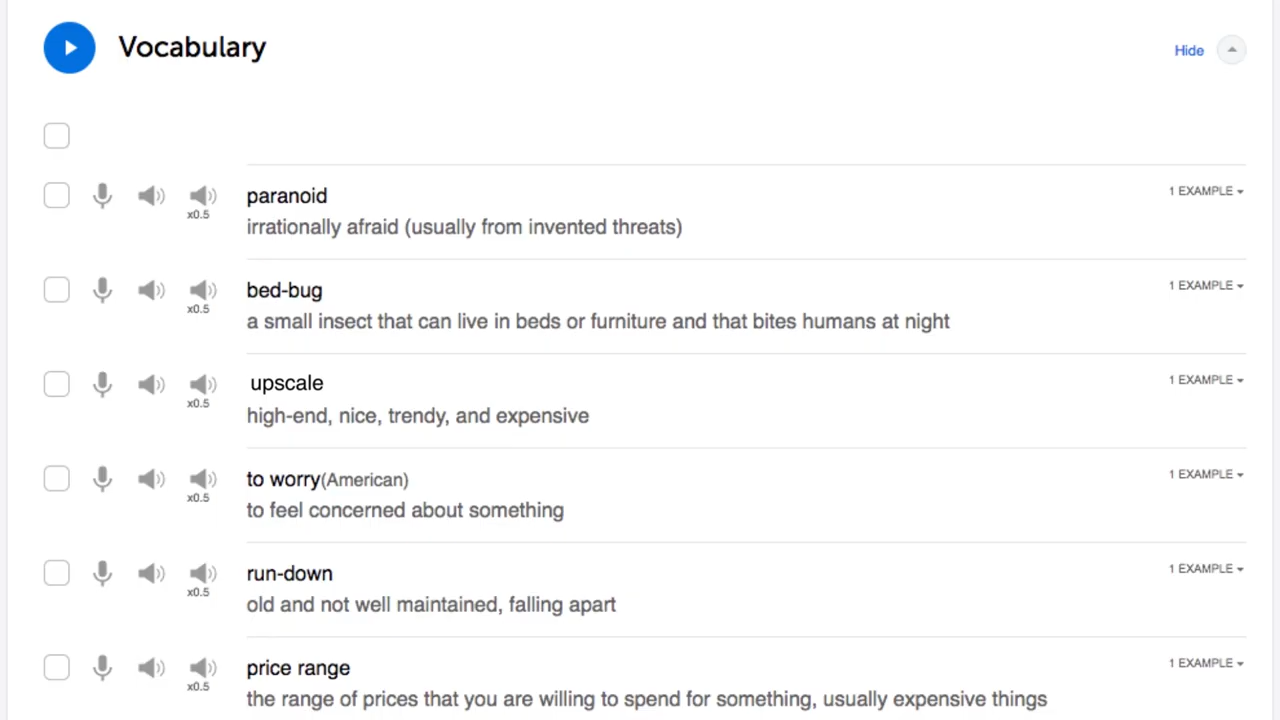 Vocabulary
Hide
paranoid
1 EXAMPLE
x0.5
irrationally afraid (usually from invented threats)
bed-bug
1 EXAMPLE
x0.5
a small insect that can live in beds or furniture and that bites humans at night
upscale
1 EXAMPLE
x0.5
high-end, nice, trendy, and expensive
to worry(American)
1 EXAMPLE
x0.5
to feel concerned about something
run-down
1 EXAMPLE
x0.5
old and not well maintained, falling apart
price range
1 EXAMPLE
x0.5
the range of prices that you are willing to spend for something, usually expensive things